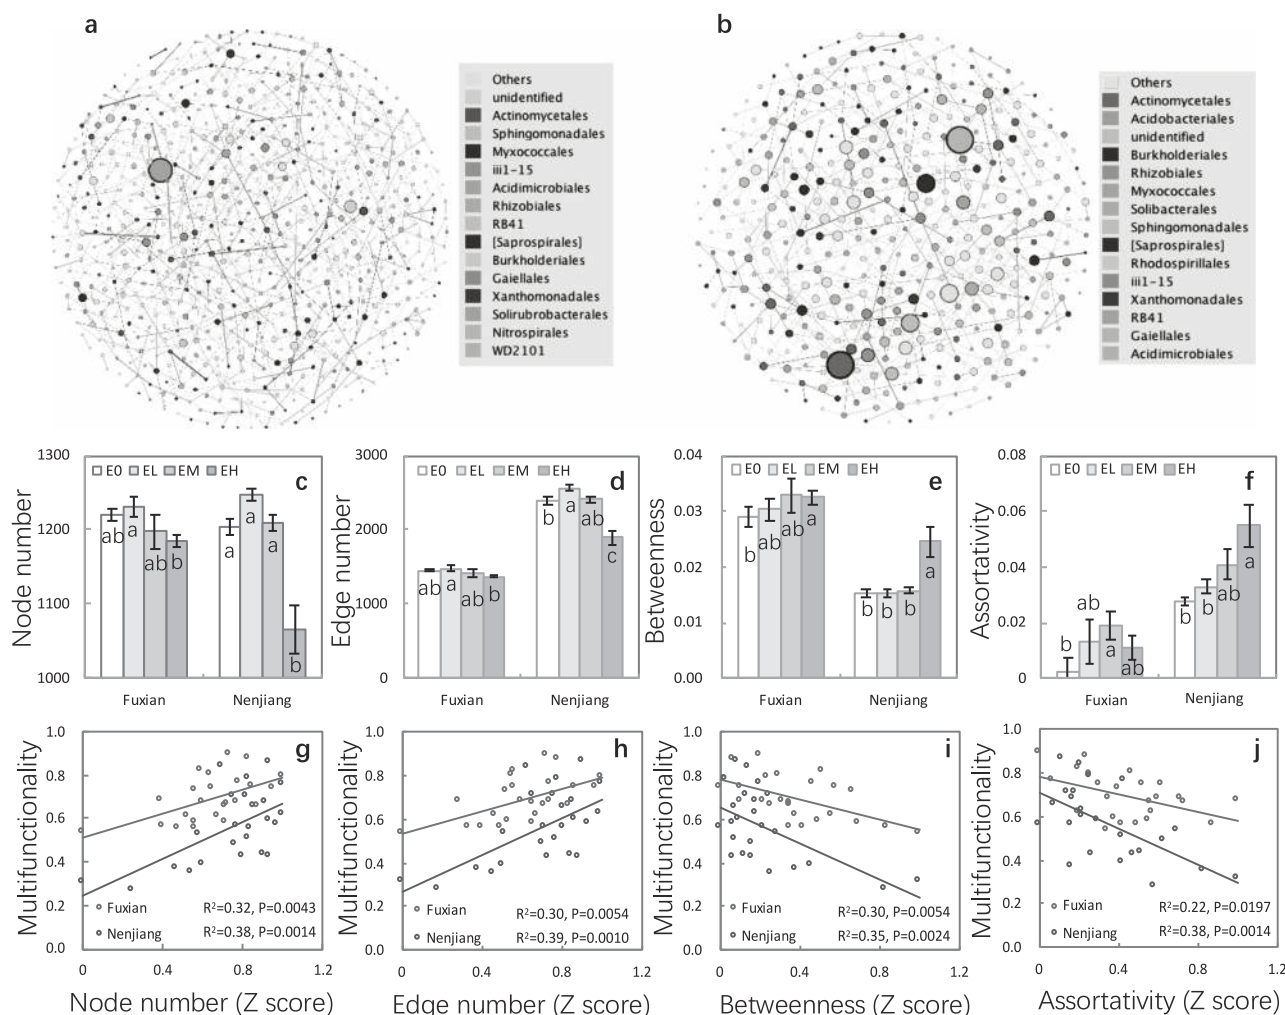 a
Others
unidentified
Actinomycetales
Sphingomonadales
Myxococcales
iii1-15
Acidimicrobiales
Rhizobiales
RB41
[Saprospirales]
Burkholderiales
Gaiellales
Xanthomonadales
Solirubrobacterales
Nitrospirales
WD2101
b
Others
Actinomycetales
Acidobacteriales
unidentified
Burkholderiales
Rhizobiales
Myxococcales
Solibacterales
Sphingomonadales
[Saprospirales]
Rhodospirillales
iii1-15
Xanthomonadales
RB41
Gaiellales
Acidimicrobiales
Node number
1300
1200
1100
1000
E0 EL EM EH
c
ab a ab b
a a a b
Fuxian Nenjiang
Edge number
3000
2000
1000
0
E0 EL EM EH
d
ab a ab b
b a ab c
Fuxian Nenjiang
Betweenness
0.04
0.03
0.02
0.01
0.00
E0 EL EM EH
e
b ab ab a
b b b a
Fuxian Nenjiang
Assortativity
0.08
0.06
0.04
0.02
0
E0 EL EM EH
f
b ab a ab
b b ab a
Fuxian Nenjiang
Multifunctionality
1.0
0.8
0.6
0.4
0.2
0.0
g
Fuxian R²=0.32, P=0.0043
Nenjiang R²=0.38, P=0.0014
0 0.4 0.8 1.2
Node number (Z score)
Multifunctionality
1.0
0.8
0.6
0.4
0.2
0.0
h
Fuxian R²=0.30, P=0.0054
Nenjiang R²=0.39, P=0.0010
0 0.4 0.8 1.2
Edge number (Z score)
Multifunctionality
1.0
0.8
0.6
0.4
0.2
0.0
i
Fuxian R²=0.30, P=0.0054
Nenjiang R²=0.35, P=0.0024
0 0.4 0.8 1.2
Betweenness (Z score)
Multifunctionality
1.0
0.8
0.6
0.4
0.2
0.0
j
Fuxian R²=0.22, P=0.0197
Nenjiang R²=0.38, P=0.0014
0 0.4 0.8 1.2
Assortativity (Z score)